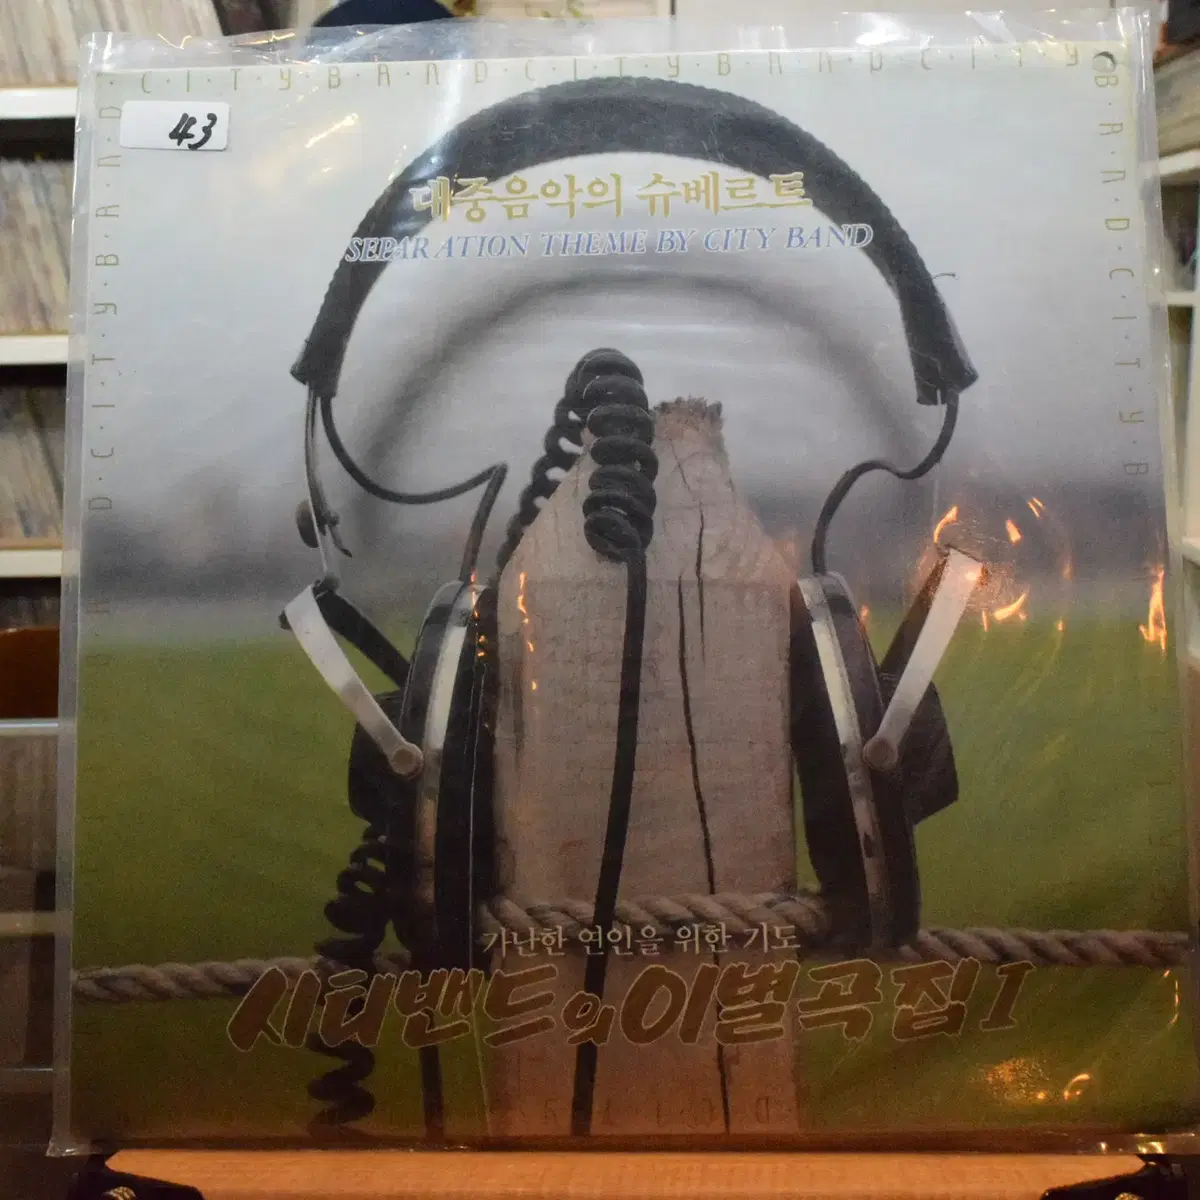 C·I·T·Y·B·A·N·D·C·I·T·Y·B·A·N·D·C·I·T·Y
B·A·N·D·C·I·T·Y·B
D·C·I·T·Y·B·A·N·D
43
대중음악의 슈베르트
SEPARATION THEME BY CITY BAND
가난한 연인을 위한 기도
시티밴드의 이별곡집 I